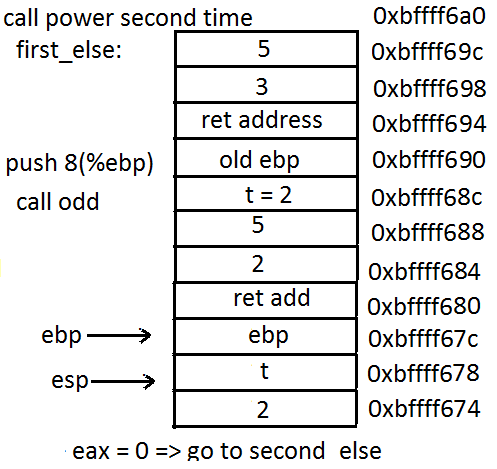 call power second time 0xbffff6a0
first_else: 5 0xbffff69c
3 0xbffff698
ret address 0xbffff694
push 8(%ebp) old ebp 0xbffff690
call odd t = 2 0xbffff68c
5 0xbffff688
2 0xbffff684
ret add 0xbffff680
ebp ebp 0xbffff67c
esp t 0xbffff678
2 0xbffff674
eax = 0 => go to second_else